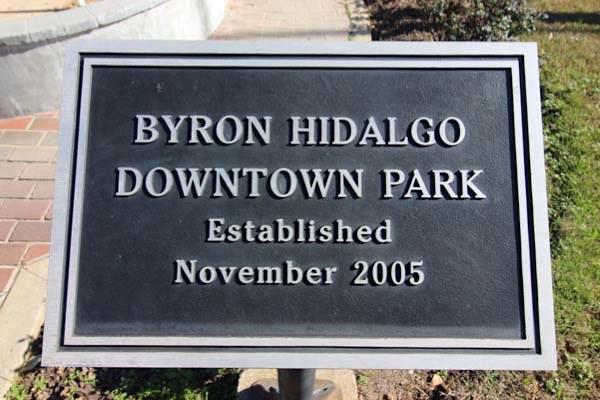 BYRON HIDALGO
DOWNTOWN PARK
Established
November 2005